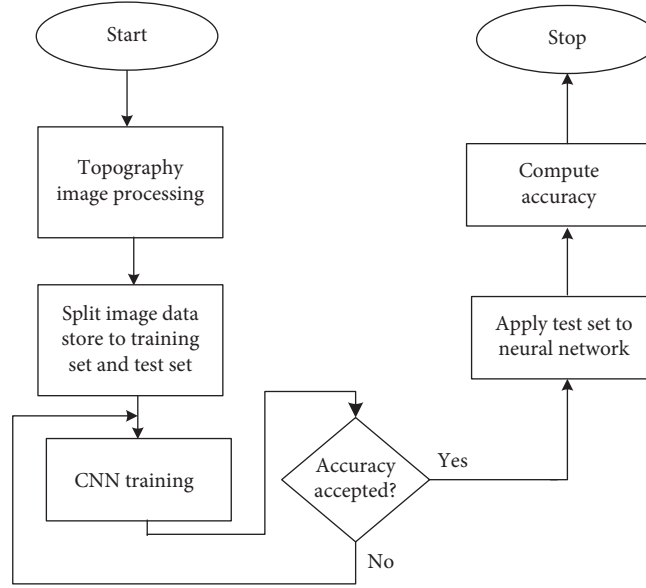 Start
Topography
image processing
Split image data
store to training
set and test set
CNN training
Accuracy
accepted?
Yes
No
Apply test set to
neural network
Compute
accuracy
Stop